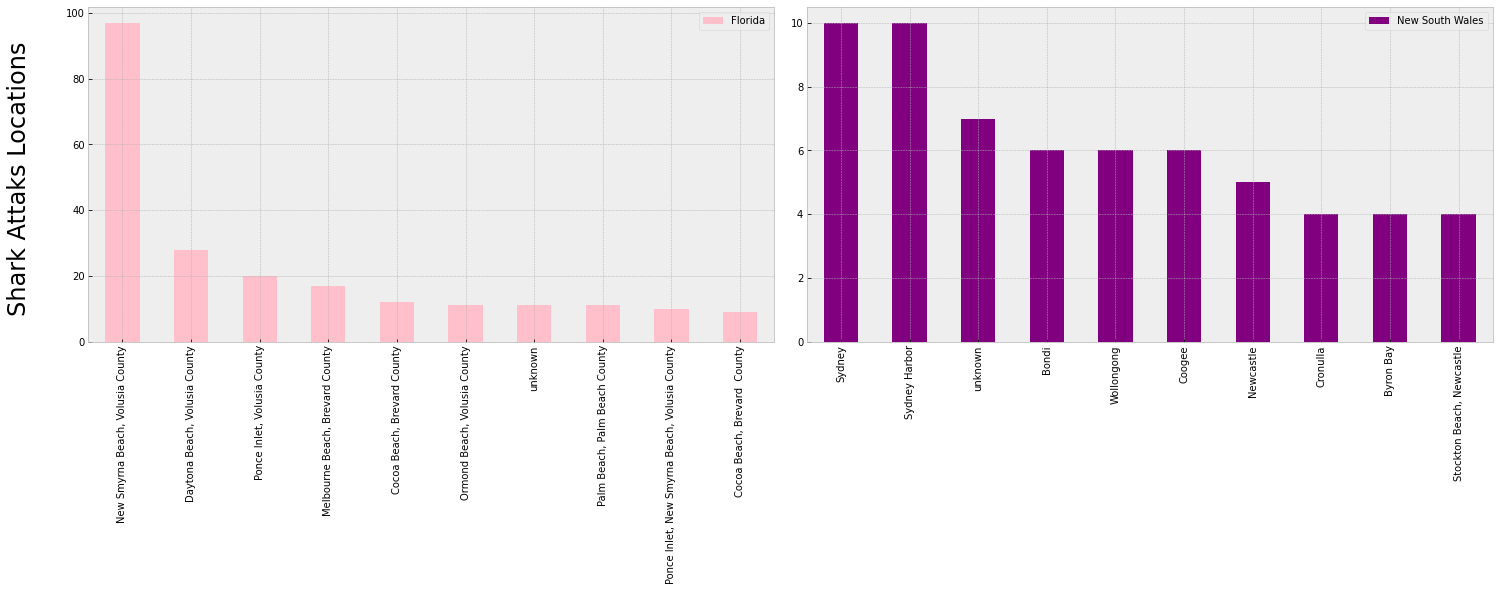 Shark Attaks Locations
100
80
60
40
20
0
Florida
New Smyrna Beach, Volusia County
Daytona Beach, Volusia County
Ponce Inlet, Volusia County
Melbourne Beach, Brevard County
Cocoa Beach, Brevard County
Ormond Beach, Volusia County
unknown
Palm Beach, Palm Beach County
Ponce Inlet, New Smyrna Beach, Volusia County
Cocoa Beach, Brevard  County
10
8
6
4
2
0
New South Wales
Sydney
Sydney Harbor
unknown
Bondi
Wollongong
Coogee
Newcastle
Cronulla
Byron Bay
Stockton Beach, Newcastle